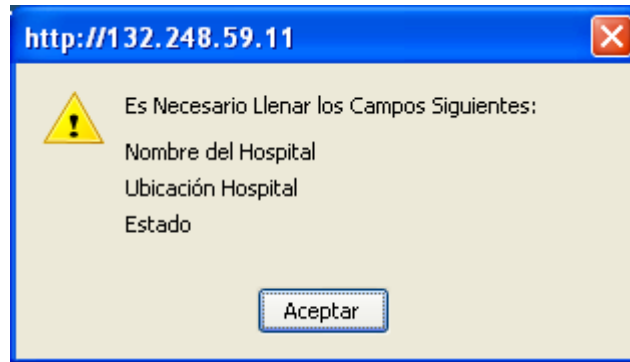 http://132.248.59.11
Es Necesario Llenar los Campos Siguientes:
Nombre del Hospital
Ubicación Hospital
Estado
Aceptar